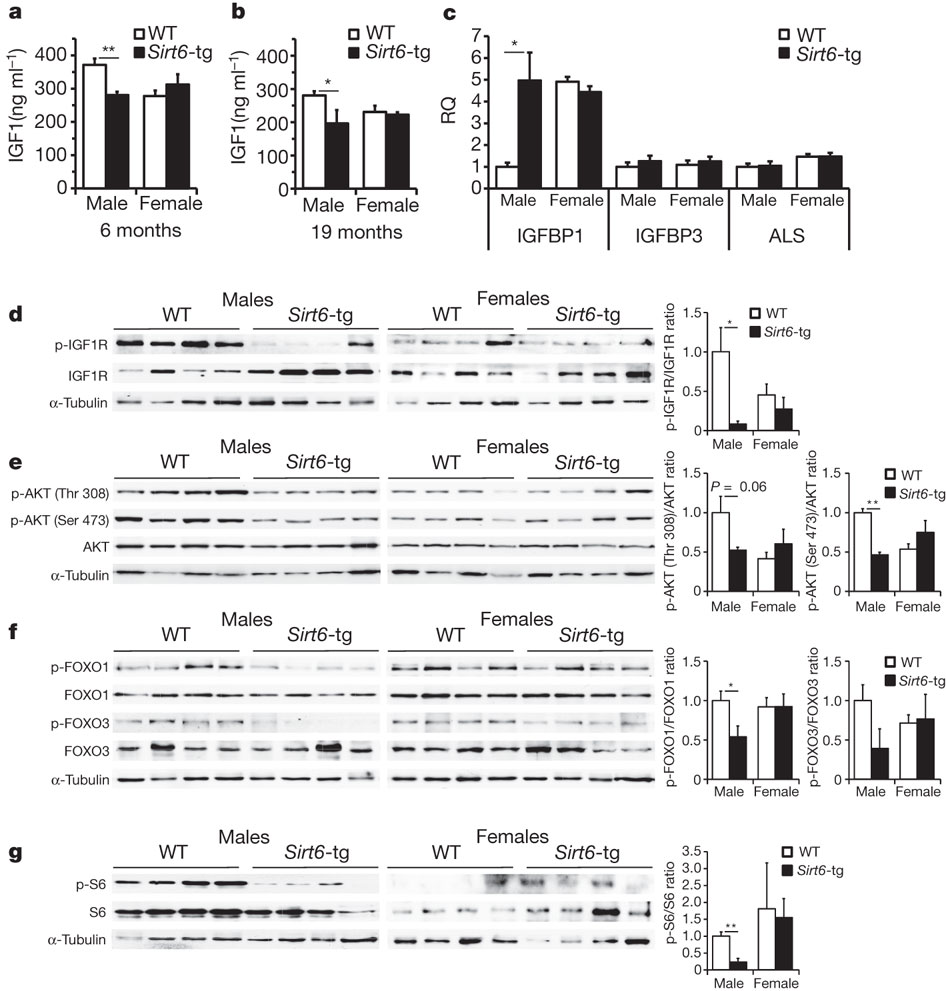 a
WT
Sirt6-tg
IGF1(ng ml–1)
400
300
200
100
0
**
Male Female
6 months
b
WT
Sirt6-tg
IGF1(ng ml–1)
400
300
200
100
0
*
Male Female
19 months
c
WT
Sirt6-tg
RQ
7
6
5
4
3
2
1
0
*
Male Female Male Female Male Female
IGFBP1 IGFBP3 ALS
d
Males Females
WT Sirt6-tg WT Sirt6-tg
p-IGF1R
IGF1R
α-Tubulin
p-IGF1R/IGF1R ratio
1.5
1.0
0.5
0
WT
Sirt6-tg
*
Male Female
e
Males Females
WT Sirt6-tg WT Sirt6-tg
p-AKT (Thr 308)
p-AKT (Ser 473)
AKT
α-Tubulin
p-AKT (Thr 308)/AKT ratio
1.5
1.0
0.5
0
P = 0.06
Male Female
p-AKT (Ser 473)/AKT ratio
1.5
1.0
0.5
0
WT
Sirt6-tg
**
Male Female
f
Males Females
WT Sirt6-tg WT Sirt6-tg
p-FOXO1
FOXO1
p-FOXO3
FOXO3
α-Tubulin
p-FOXO1/FOXO1 ratio
1.5
1.0
0.5
0
*
Male Female
p-FOXO3/FOXO3 ratio
1.5
1.0
0.5
0
WT
Sirt6-tg
Male Female
g
Males Females
WT Sirt6-tg WT Sirt6-tg
p-S6
S6
α-Tubulin
p-S6/S6 ratio
3.5
3.0
2.5
2.0
1.5
1.0
0.5
0
WT
Sirt6-tg
**
Male Female